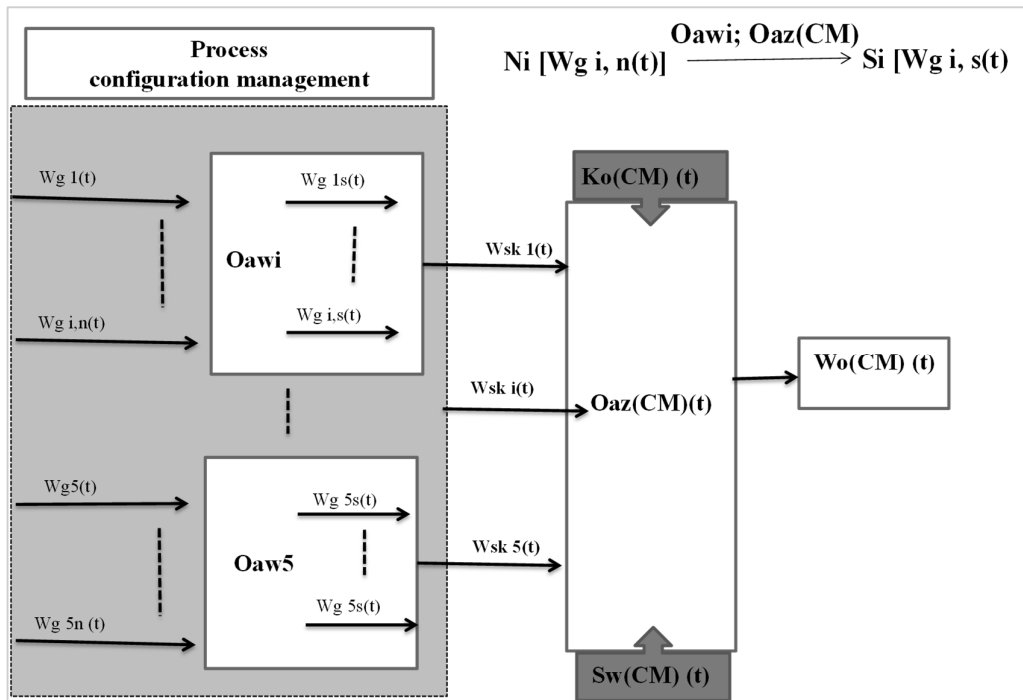 Process
configuration management
Oawi; Oaz(CM)
Ni [Wg i, n(t)]
Si [Wg i, s(t)
Ko(CM) (t)
Wg 1(t)
Wg 1s(t)
Oawi
Wsk 1(t)
Wg i,n(t)
Wg i,s(t)
Wo(CM) (t)
Wsk i(t)
Oaz(CM)(t)
Wg5(t)
Wg 5s(t)
Wsk 5(t)
Oaw5
Wg 5s(t)
Wg 5n (t)
Sw(CM) (t)